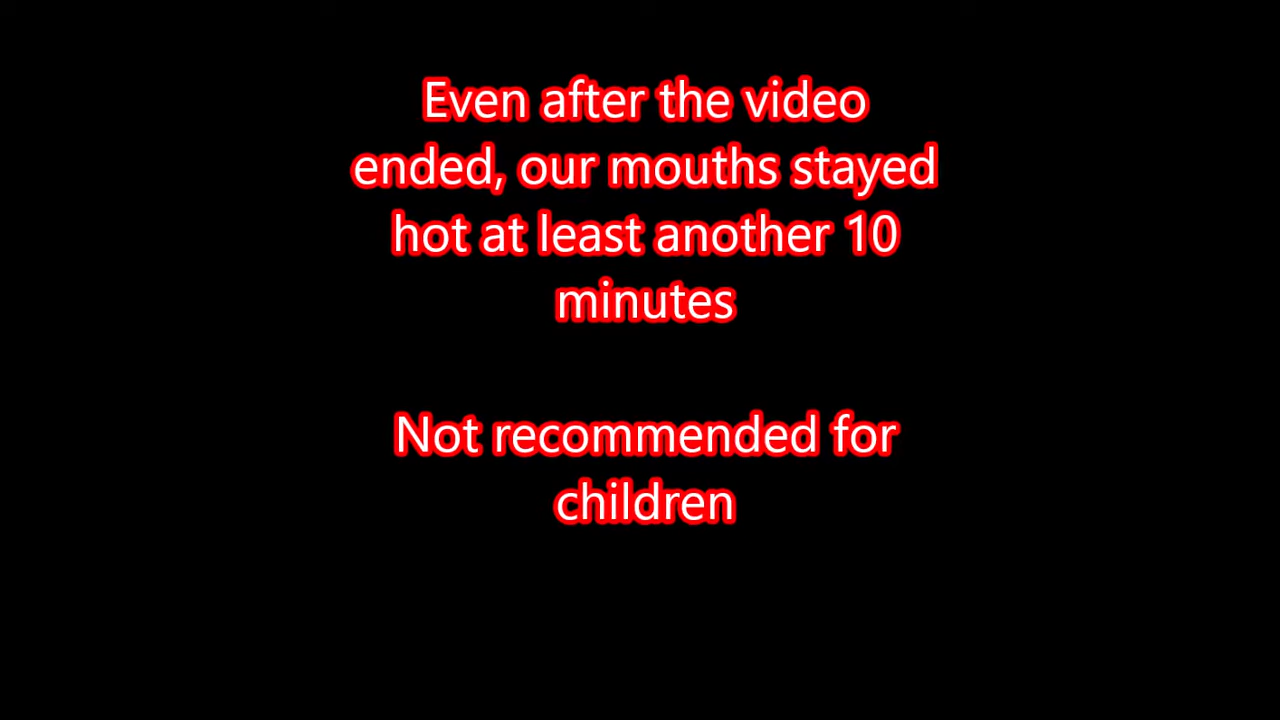 Even after the video
ended, our mouths stayed
hot at least another 10
minutes
Not recommended for
children